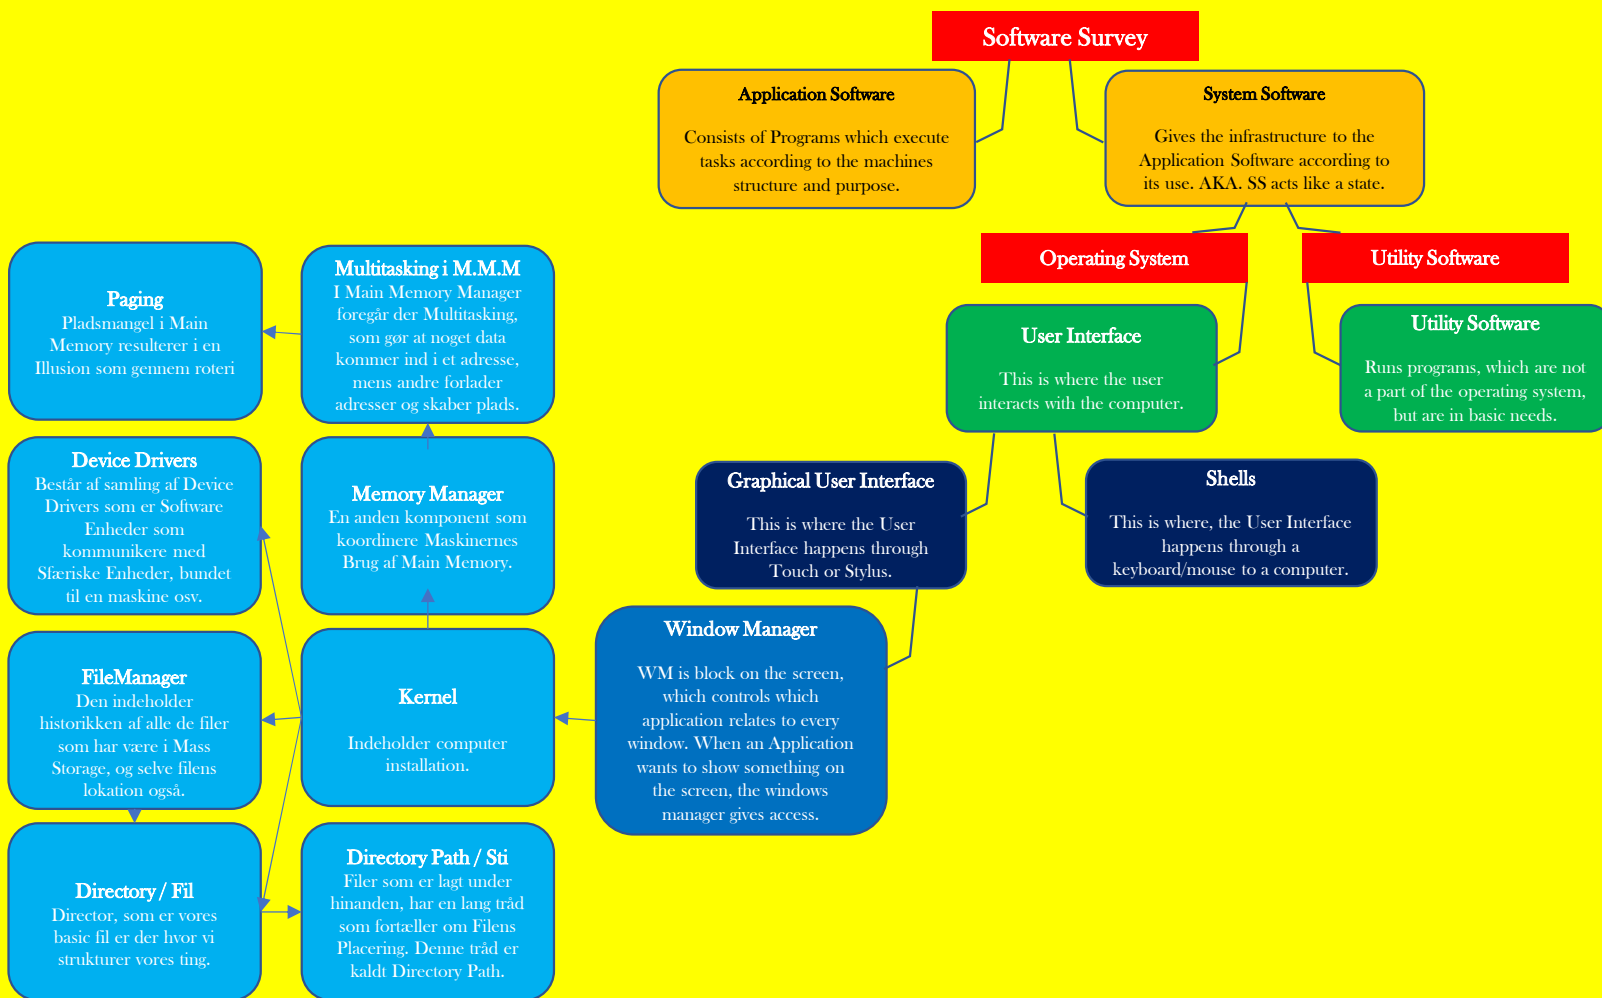 Software Survey
Application Software
Consists of Programs which execute
tasks according to the machines
structure and purpose.
System Software
Gives the infrastructure to the
Application Software according to
its use. AKA. SS acts like a state.
Operating System
Utility Software
User Interface
This is where the user
interacts with the computer.
Utility Software
Runs programs, which are not
a part of the operating system,
but are in basic needs.
Graphical User Interface
This is where the User
Interface happens through
Touch or Stylus.
Shells
This is where, the User Interface
happens through a
keyboard/mouse to a computer.
Window Manager
WM is block on the screen,
which controls which
application relates to every
window. When an Application
wants to show something on
the screen, the windows
manager gives access.
Kernel
Indeholder computer
installation.
Memory Manager
En anden komponent som
koordinere Maskinernes
Brug af Main Memory.
Multitasking i M.M.M
I Main Memory Manager
foregår der Multitasking,
som gør at noget data
kommer ind i et adresse,
mens andre forlader
adresser og skaber plads.
Paging
Pladsmangel i Main
Memory resulterer i en
Illusion som gennem roteri
Device Drivers
Består af samling af Device
Drivers som er Software
Enheder som
kommunikere med
Sfæriske Enheder, bundet
til en maskine osv.
FileManager
Den indeholder
historikken af alle de filer
som har være i Mass
Storage, og selve filens
lokation også.
Directory / Fil
Director, som er vores
basic fil er der hvor vi
strukturer vores ting.
Directory Path / Sti
Filer som er lagt under
hinanden, har en lang tråd
som fortæller om Filens
Placering. Denne tråd er
kaldt Directory Path.